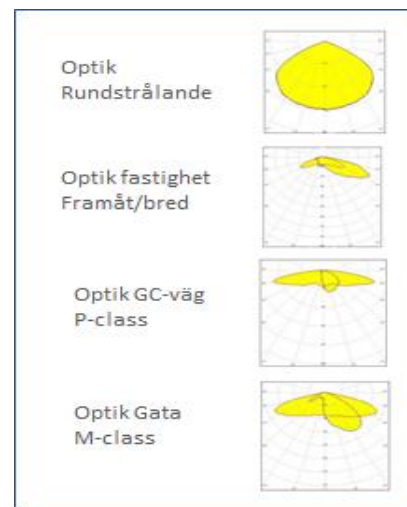 Optik
Rundstrålande
Optik fastighet
Framåt/bred
Optik GC-väg
P-class
Optik Gata
M-class